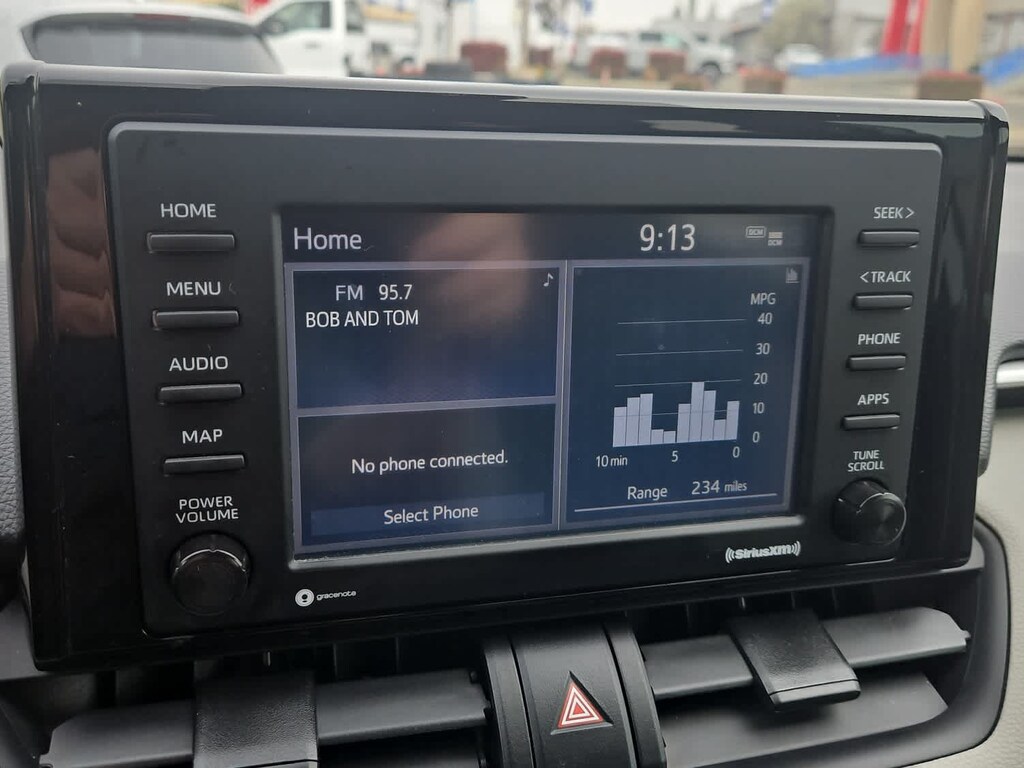 HOME
MENU
AUDIO
MAP
POWER
VOLUME
Home
9:13
DCM
DCM
FM 95.7
BOB AND TOM
No phone connected.
Select Phone
MPG
40
30
20
10
0
10 min 5 0
Range 234 miles
SEEK >
< TRACK
PHONE
APPS
TUNE
SCROLL
gracenote
((SiriusXM))